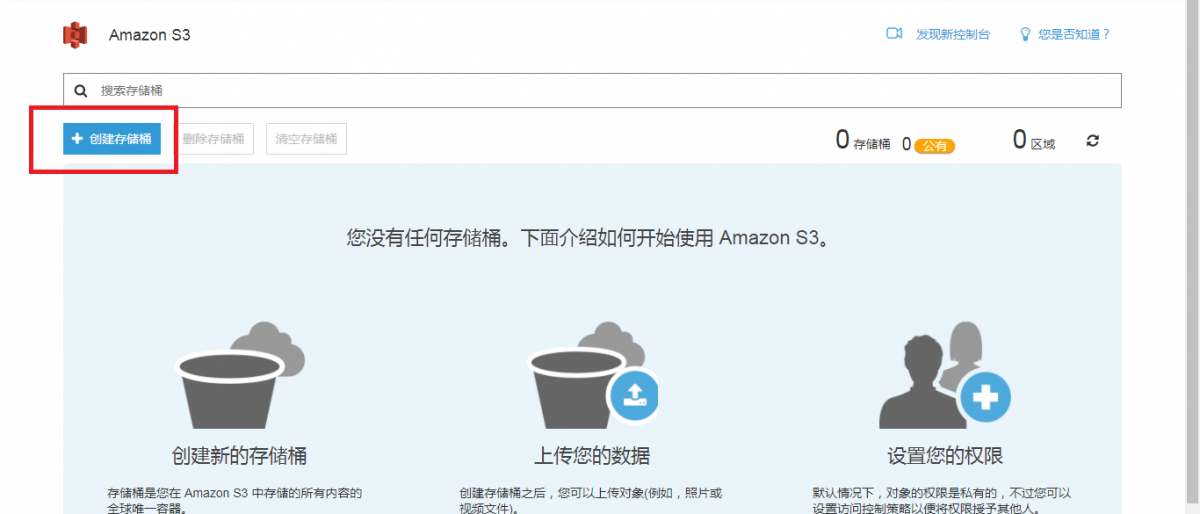 Amazon S3
发现新控制台
您是否知道？
搜索存储桶
创建存储桶
删除存储桶
清空存储桶
0 存储桶 0 公有
0 区域
您没有任何存储桶。下面介绍如何开始使用 Amazon S3。
创建新的存储桶
上传您的数据
设置您的权限
存储桶是您在 Amazon S3 中存储的所有内容的
全球唯一容器。
创建存储桶之后，您可以上传对象(例如，照片或
视频文件)。
默认情况下，对象的权限是私有的，不过您可以
设置访问控制策略以便将权限授予其他人。